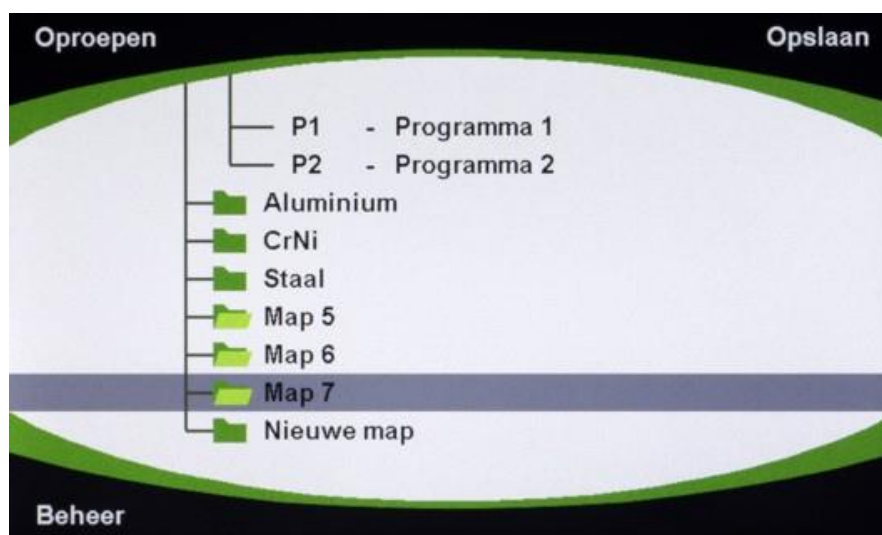 Oproepen
Opslaan
P1 - Programma 1
P2 - Programma 2
Aluminium
CrNi
Staal
Map 5
Map 6
Map 7
Nieuwe map
Beheer